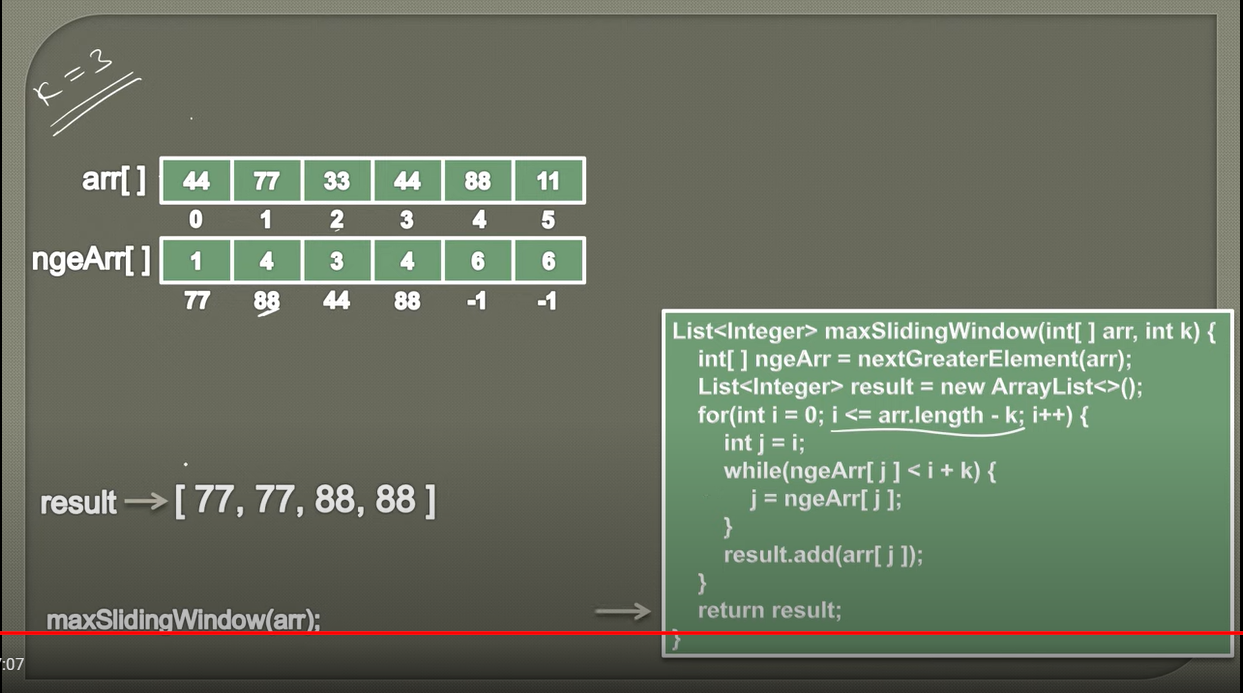 K = 3
arr[ ] 44 77 33 44 88 11
0 1 2 3 4 5
ngeArr[ ] 1 4 3 4 6 6
77 88 44 88 -1 -1
result [ 77, 77, 88, 88 ]
maxSlidingWindow(arr);
List<Integer> maxSlidingWindow(int[ ] arr, int k) {
int[ ] ngeArr = nextGreaterElement(arr);
List<Integer> result = new ArrayList<>();
for(int i = 0; i <= arr.length - k; i++) {
int j = i;
while(ngeArr[ j ] < i + k) {
j = ngeArr[ j ];
}
result.add(arr[ j ]);
}
return result;
}
:07